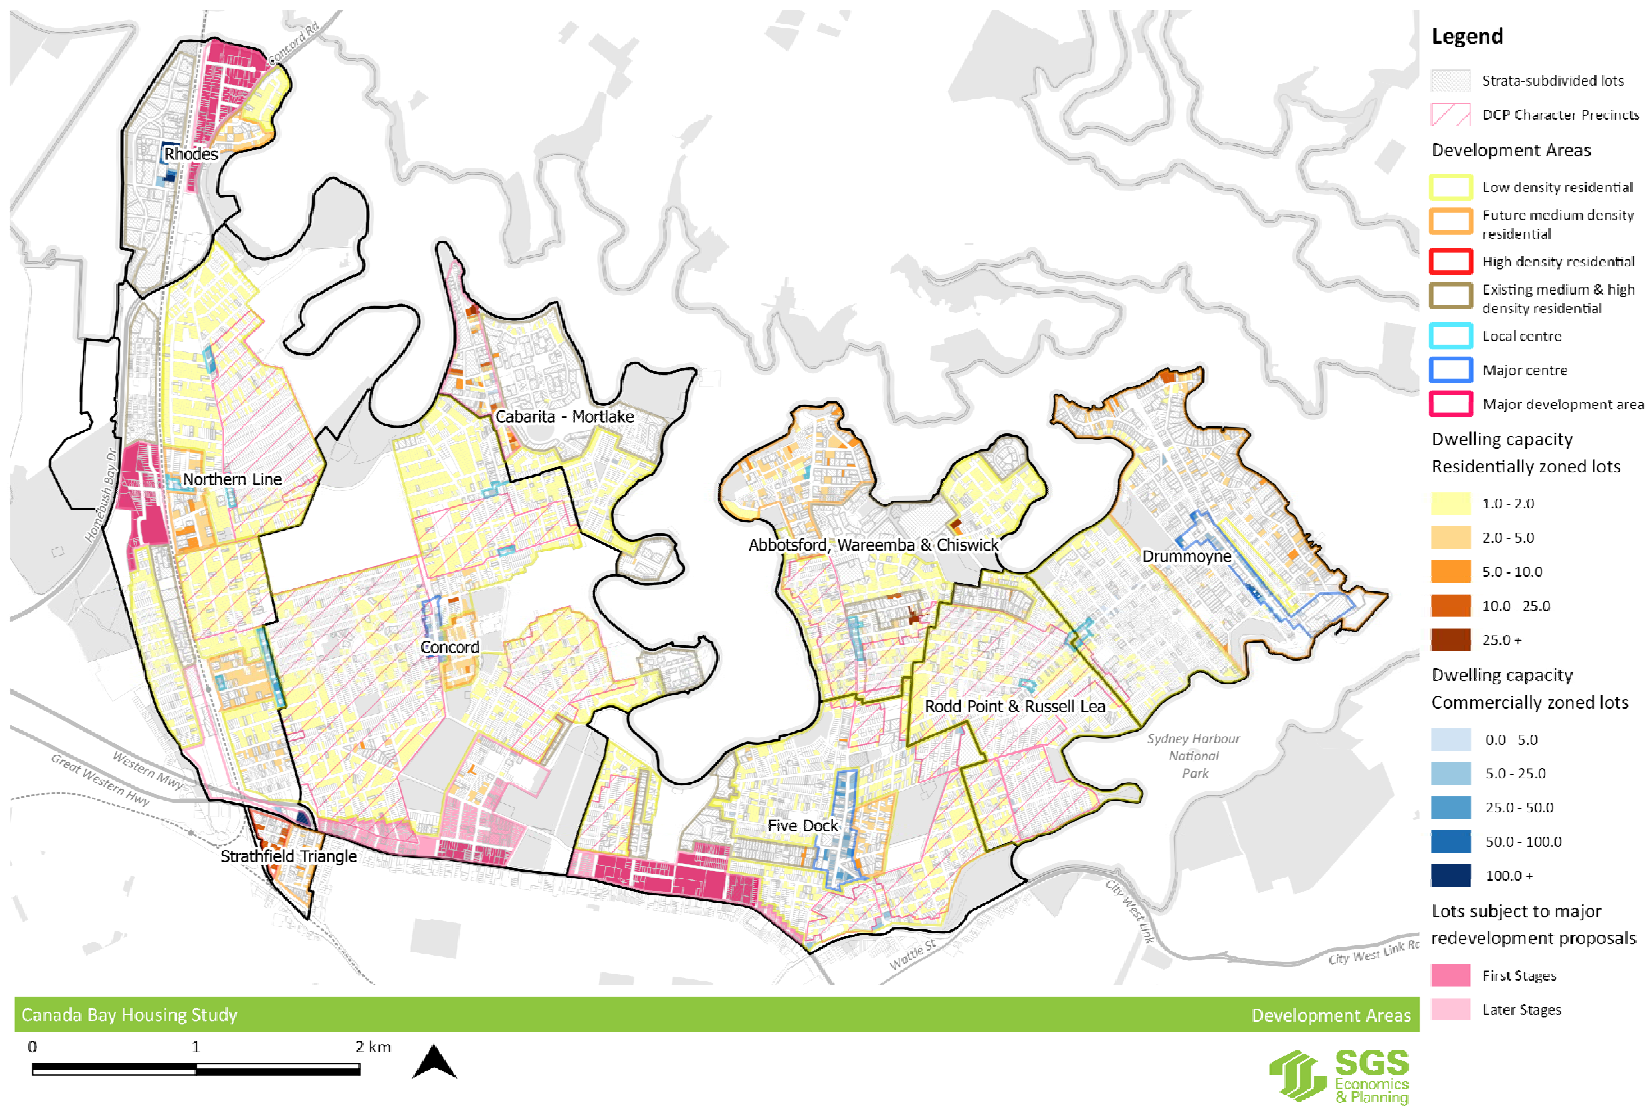 Concord Rd
Rhodes
Cabarita - Mortlake
Northern Line
Homebush Bay Dr
Abbotsford, Wareemba & Chiswick
Drummoyne
Concord
Rodd Point & Russell Lea
Sydney Harbour
National
Park
Western Mwy
Great Western Hwy
Five Dock
Strathfield Triangle
City West Link
Wattle St
City West Link Rd
Legend
Strata-subdivided lots
DCP Character Precincts
Development Areas
Low density residential
Future medium density
residential
High density residential
Existing medium & high
density residential
Local centre
Major centre
Major development area
Dwelling capacity
Residentially zoned lots
1.0 - 2.0
2.0 - 5.0
5.0 - 10.0
10.0 - 25.0
25.0 +
Dwelling capacity
Commercially zoned lots
0.0 - 5.0
5.0 - 25.0
25.0 - 50.0
50.0 - 100.0
100.0 +
Lots subject to major
redevelopment proposals
First Stages
Later Stages
Canada Bay Housing Study
Development Areas
0 1 2 km
SGS
Economics
& Planning